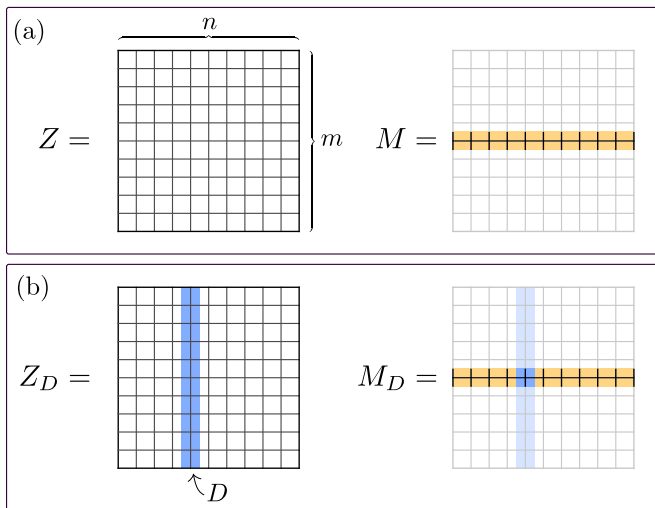 (a)
n
Z =
m
M =
(b)
Z_D =
M_D =
D